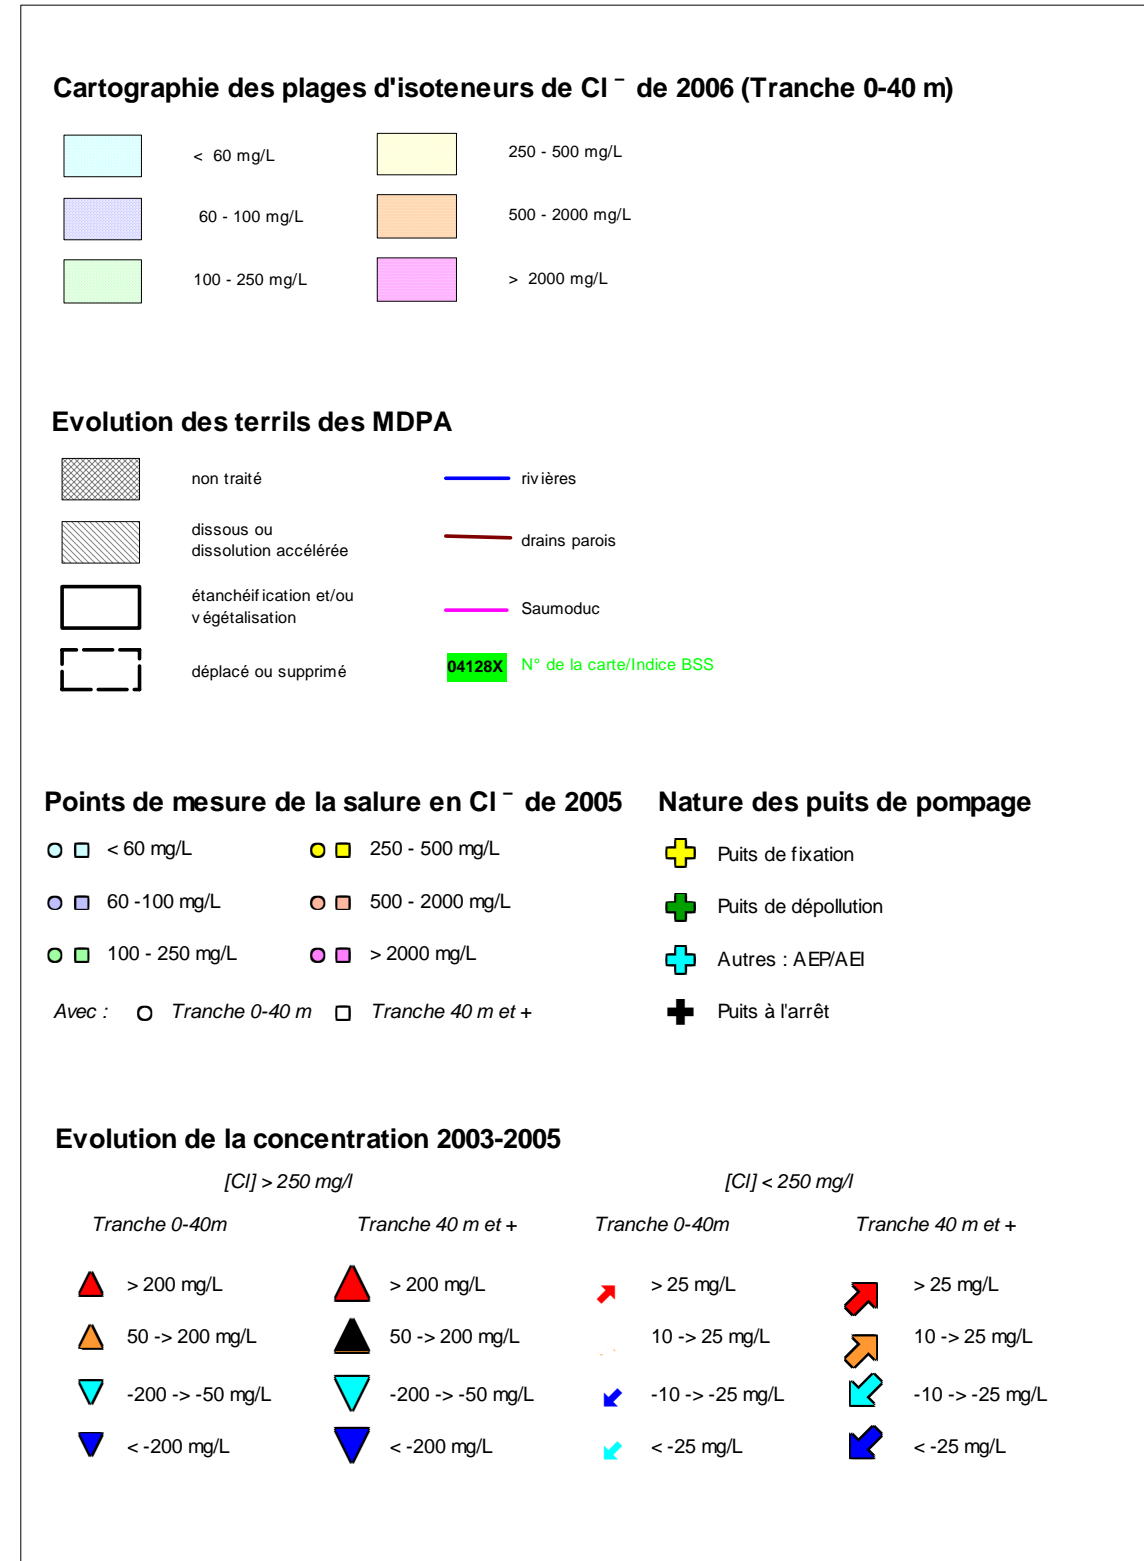 Cartographie des plages d'isoteneurs de Cl⁻ de 2006 (Tranche 0-40 m)
< 60 mg/L
250 - 500 mg/L
60 - 100 mg/L
500 - 2000 mg/L
100 - 250 mg/L
> 2000 mg/L
Evolution des terrils des MDPA
non traité
rivières
dissous ou
dissolution accélérée
drains parois
étanchéification et/ou
végétalisation
Saumoduc
déplacé ou supprimé
04128X N° de la carte/Indice BSS
Points de mesure de la salure en Cl⁻ de 2005
< 60 mg/L
250 - 500 mg/L
60 -100 mg/L
500 - 2000 mg/L
100 - 250 mg/L
> 2000 mg/L
Avec : Tranche 0-40 m Tranche 40 m et +
Nature des puits de pompage
Puits de fixation
Puits de dépollution
Autres : AEP/AEI
Puits à l'arrêt
Evolution de la concentration 2003-2005
[Cl] > 250 mg/l
[Cl] < 250 mg/l
Tranche 0-40m
Tranche 40 m et +
Tranche 0-40m
Tranche 40 m et +
> 200 mg/L
> 200 mg/L
> 25 mg/L
> 25 mg/L
50 -> 200 mg/L
50 -> 200 mg/L
10 -> 25 mg/L
10 -> 25 mg/L
-200 -> -50 mg/L
-200 -> -50 mg/L
-10 -> -25 mg/L
-10 -> -25 mg/L
< -200 mg/L
< -200 mg/L
< -25 mg/L
< -25 mg/L